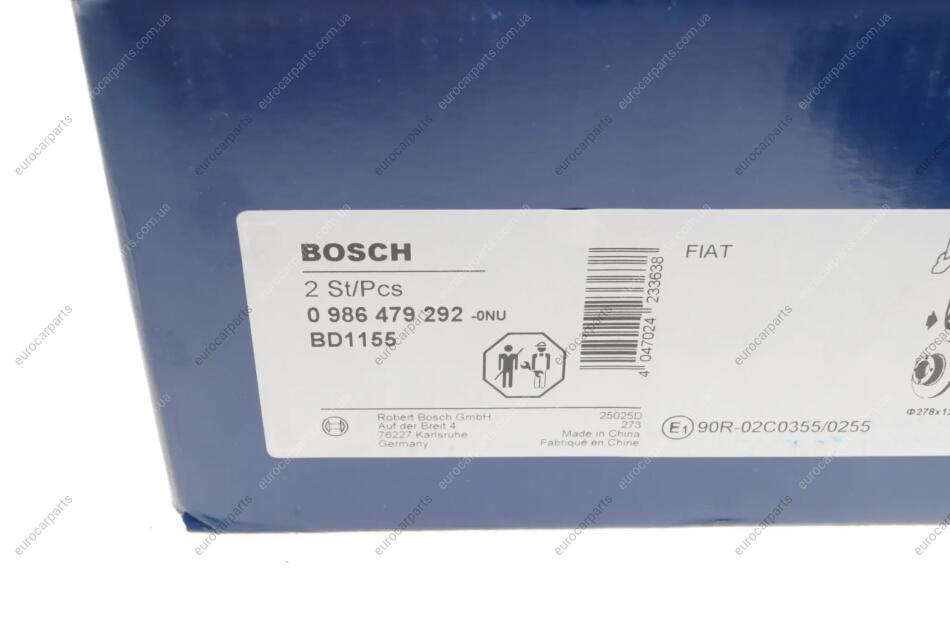 BOSCH
2 St/Pcs
0 986 479 292 -0NU
BD1155
4 047024 233638
FIAT
Robert Bosch GmbH
Auf der Breit 4
76227 Karlsruhe
Germany
25025D
273
Made in China
Fabriqué en Chine
E1 90R-02C0355/0255
Φ278x12
eurocarparts.com.ua